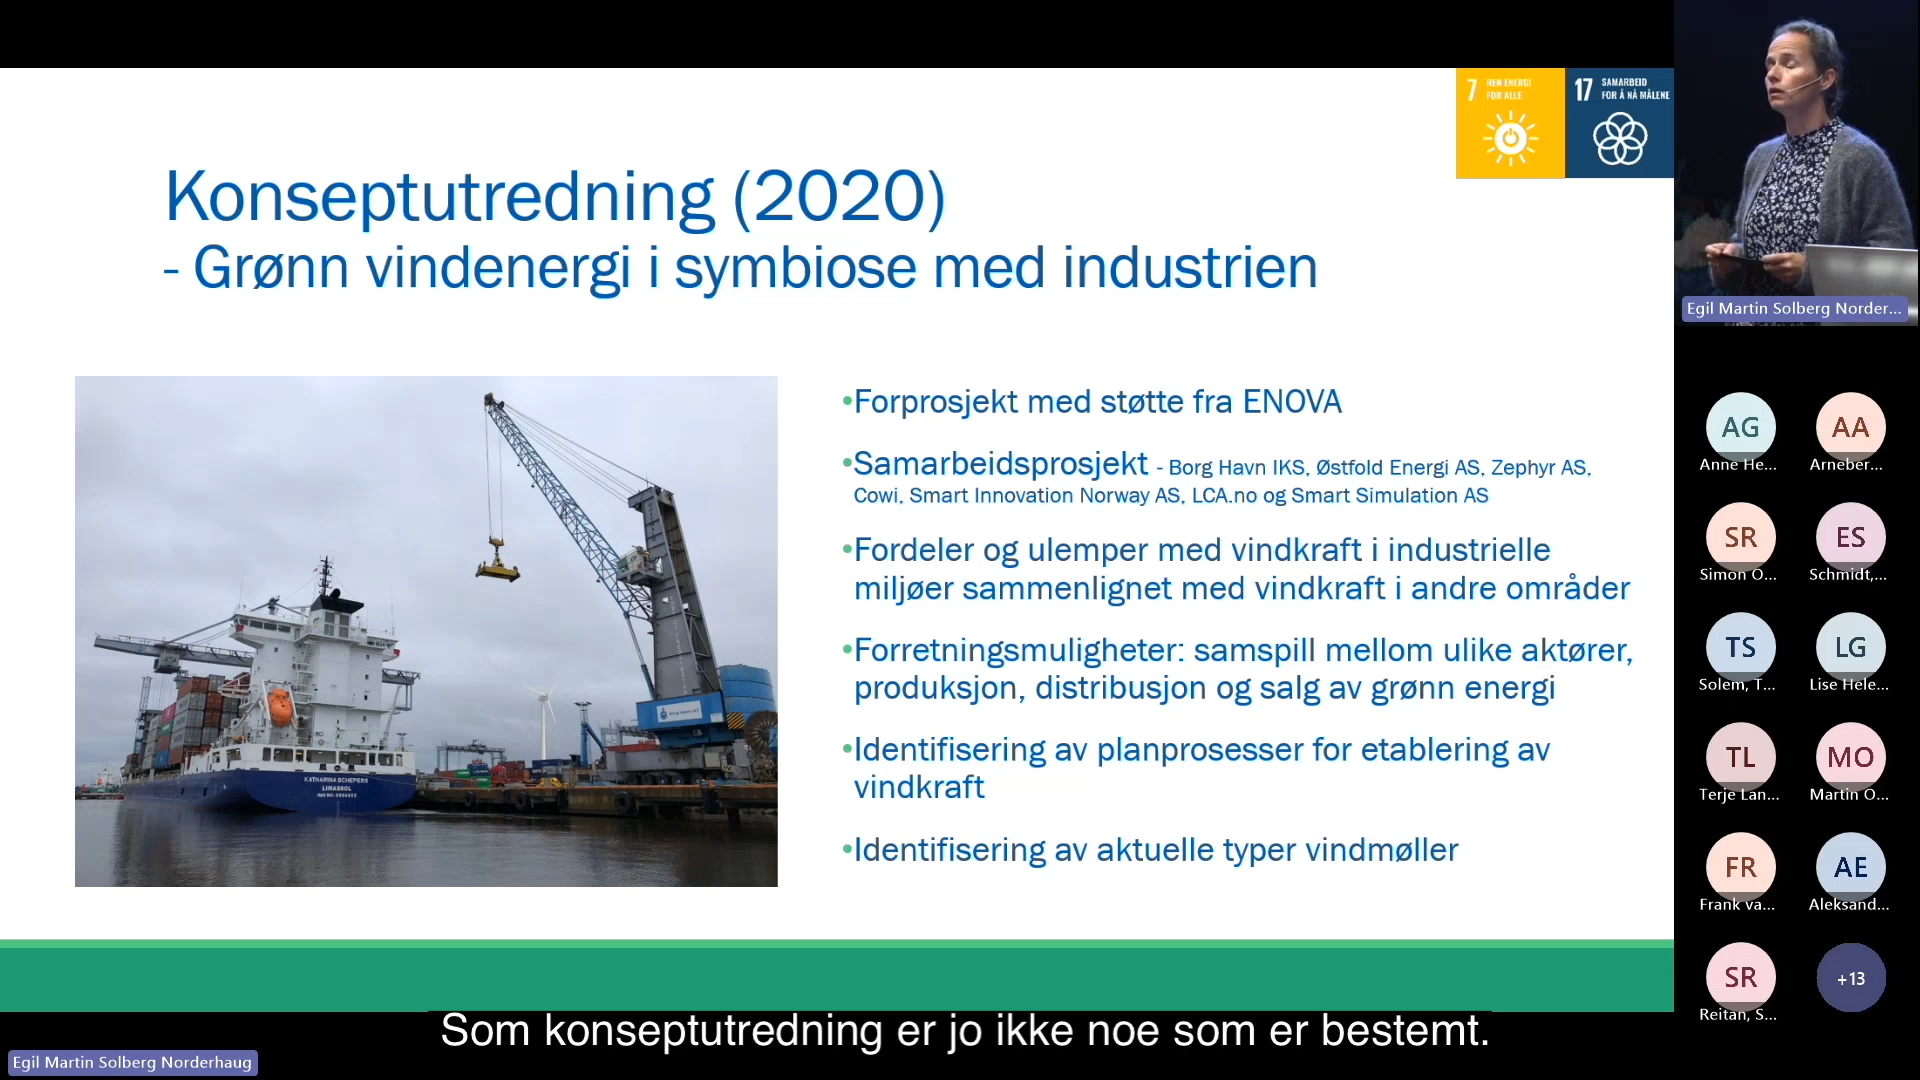 7 REN ENERGI
FOR ALLE
17 SAMARBEID
FOR Å NÅ MÅLENE
Konseptutredning (2020)
- Grønn vindenergi i symbiose med industrien
•Forprosjekt med støtte fra ENOVA
•Samarbeidsprosjekt - Borg Havn IKS, Østfold Energi AS, Zephyr AS,
Cowi, Smart Innovation Norway AS, LCA.no og Smart Simulation AS
•Fordeler og ulemper med vindkraft i industrielle
miljøer sammenlignet med vindkraft i andre områder
•Forretningsmuligheter: samspill mellom ulike aktører,
produksjon, distribusjon og salg av grønn energi
•Identifisering av planprosesser for etablering av
vindkraft
•Identifisering av aktuelle typer vindmøller
KATHARINA SCHEPERS
LIMASSOL
Som konseptutredning er jo ikke noe som er bestemt.
Egil Martin Solberg Norderhaug
Egil Martin Solberg Norder...
AG
Anne He...
AA
Arneber...
SR
Simon O...
ES
Schmidt,...
TS
Solem, T...
LG
Lise Hele...
TL
Terje Lan...
MO
Martin O...
FR
Frank va...
AE
Aleksand...
SR
Reitan, S...
+13